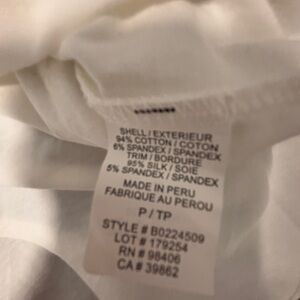 SHELL / EXTERIEUR
94% COTTON / COTON
6% SPANDEX / SPANDEX
TRIM / BORDURE
95% SILK / SOIE
5% SPANDEX / SPANDEX
MADE IN PERU
FABRIQUE AU PEROU
P / TP
STYLE # B0224509
LOT # 179254
RN # 98406
CA # 39862